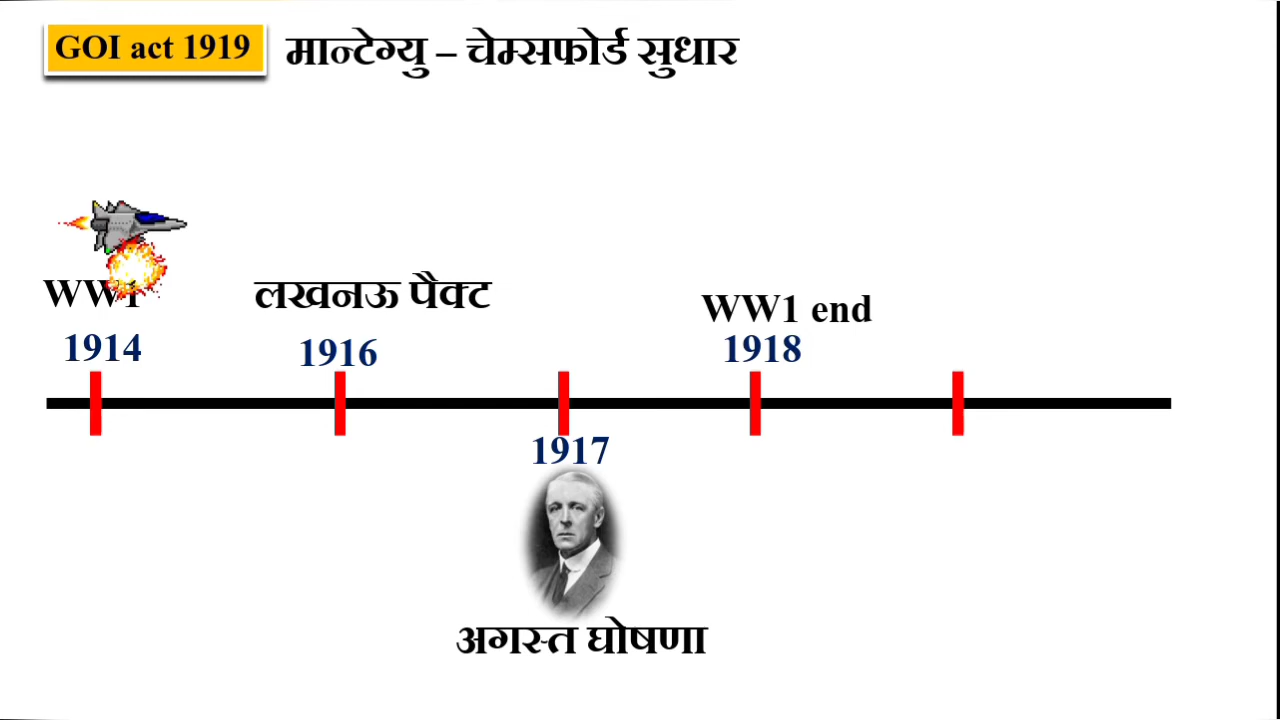 GOI act 1919 मान्टेग्यु – चेम्सफोर्ड सुधार
WW1
लखनऊ पैक्ट
WW1 end
1914
1916
1918
1917
अगस्त घोषणा